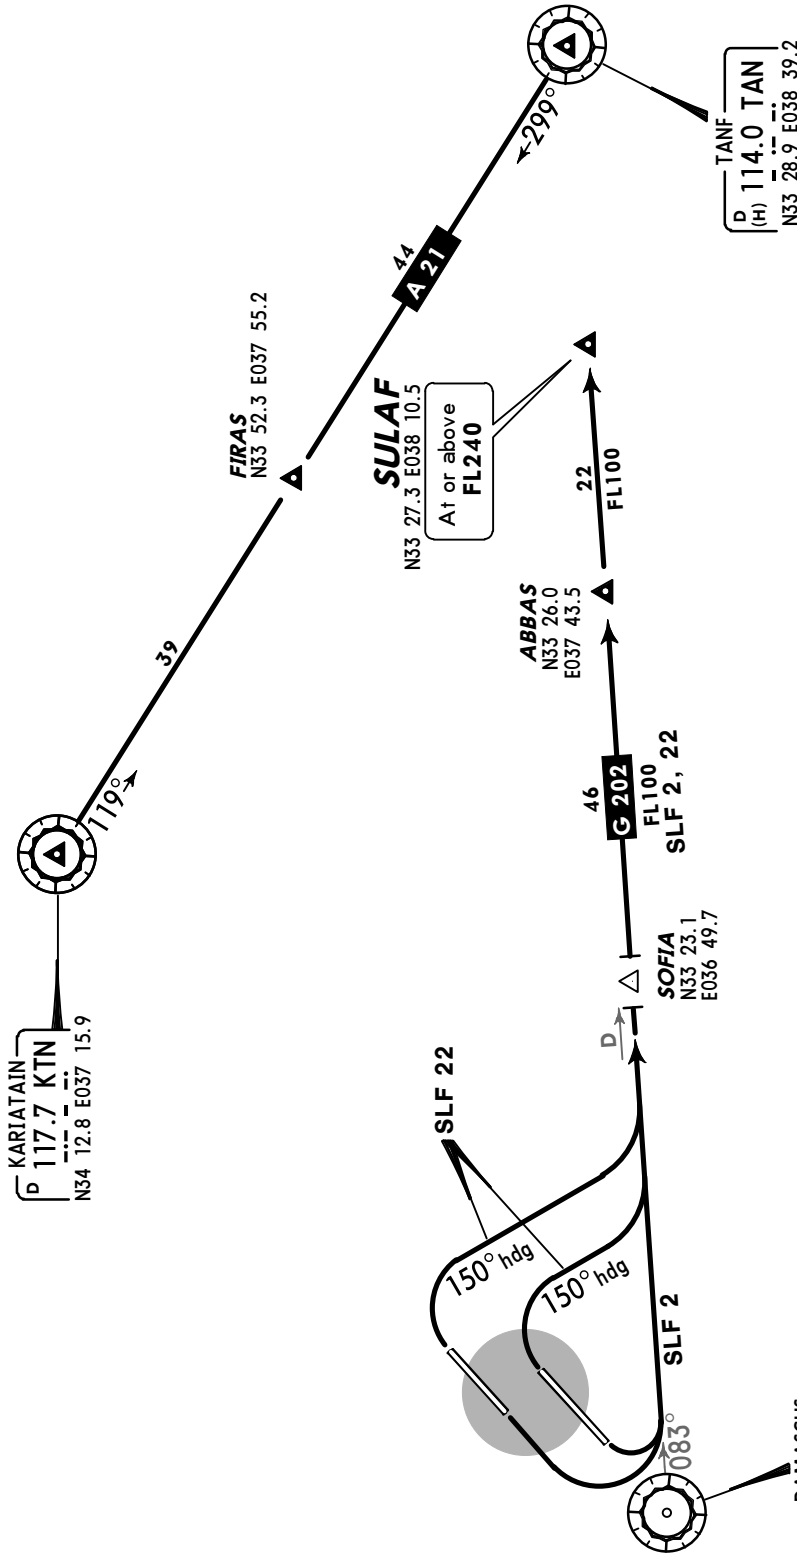 KARIATAIN
D 117.7 KTN
N34 12.8 E037 15.9
119°
39
FIRAS
N33 52.3 E037 55.2
44
A 21
299°
TANF
D
(H) 114.0 TAN
N33 28.9 E038 39.2
SULAF
N33 27.3 E038 10.5
At or above
FL240
22
FL100
ABBAS
N33 26.0
E037 43.5
46
G 202
FL100
SLF 2, 22
SOFIA
N33 23.1
E036 49.7
D
SLF 22
150° hdg
150° hdg
SLF 2
083°